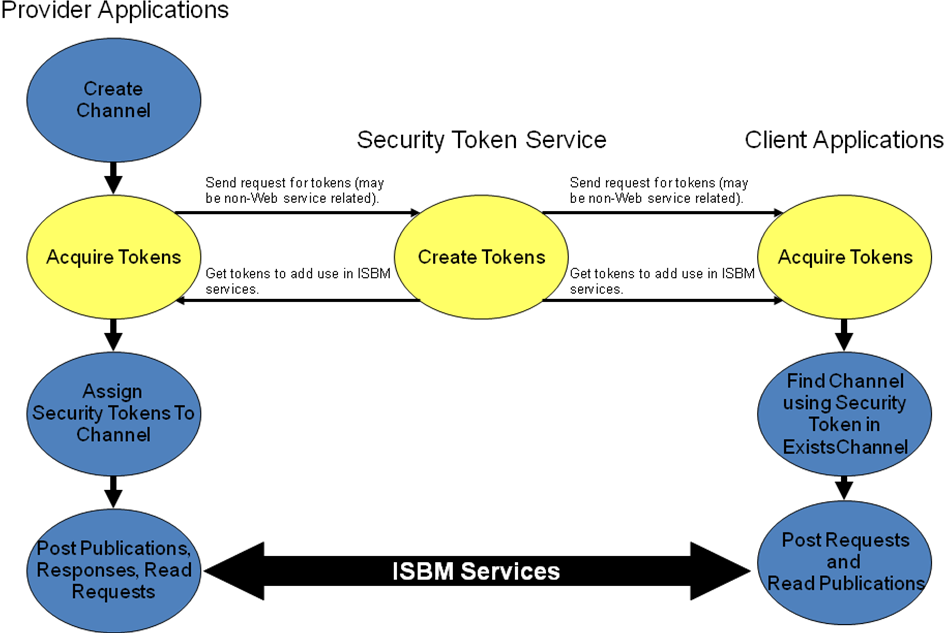 Provider Applications
Create
Channel
Security Token Service
Client Applications
Send request for tokens (may
be non-Web service related).
Send request for tokens (may
be non-Web service related).
Acquire Tokens
Create Tokens
Acquire Tokens
Get tokens to add use in ISBM
services.
Get tokens to add use in ISBM
services.
Assign
Security Tokens To
Channel
Find Channel
using Security
Token in
ExistsChannel
Post Publications,
Responses, Read
Requests
ISBM Services
Post Requests
and
Read Publications